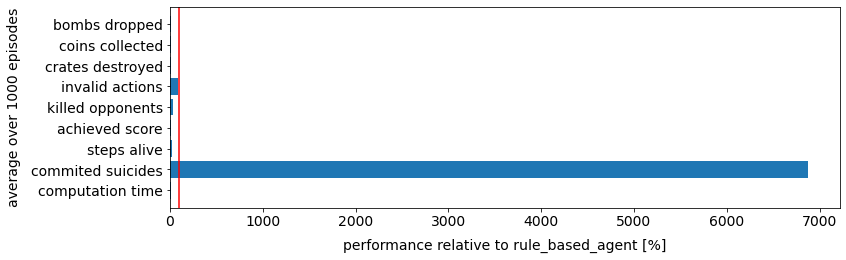 average over 1000 episodes
bombs dropped
coins collected
crates destroyed
invalid actions
killed opponents
achieved score
steps alive
commited suicides
computation time
0 1000 2000 3000 4000 5000 6000 7000
performance relative to rule_based_agent [%]